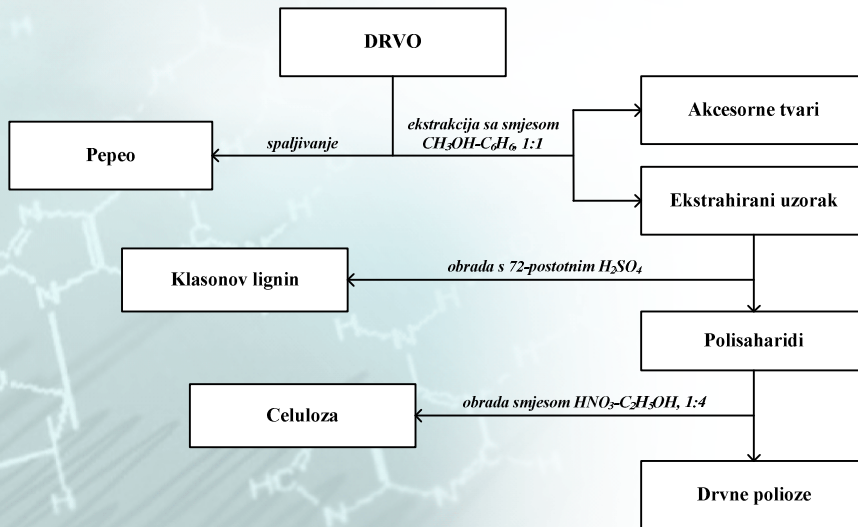 DRVO
Akcesorne tvari
ekstrakcija sa smjesom
CH₃OH-C₆H₆, 1:1
spaljivanje
Pepeo
Ekstrahirani uzorak
obrada s 72-postotnim H₂SO₄
Klasonov lignin
Polisaharidi
obrada smjesom HNO₃-C₂H₅OH, 1:4
Celuloza
Drvne polioze